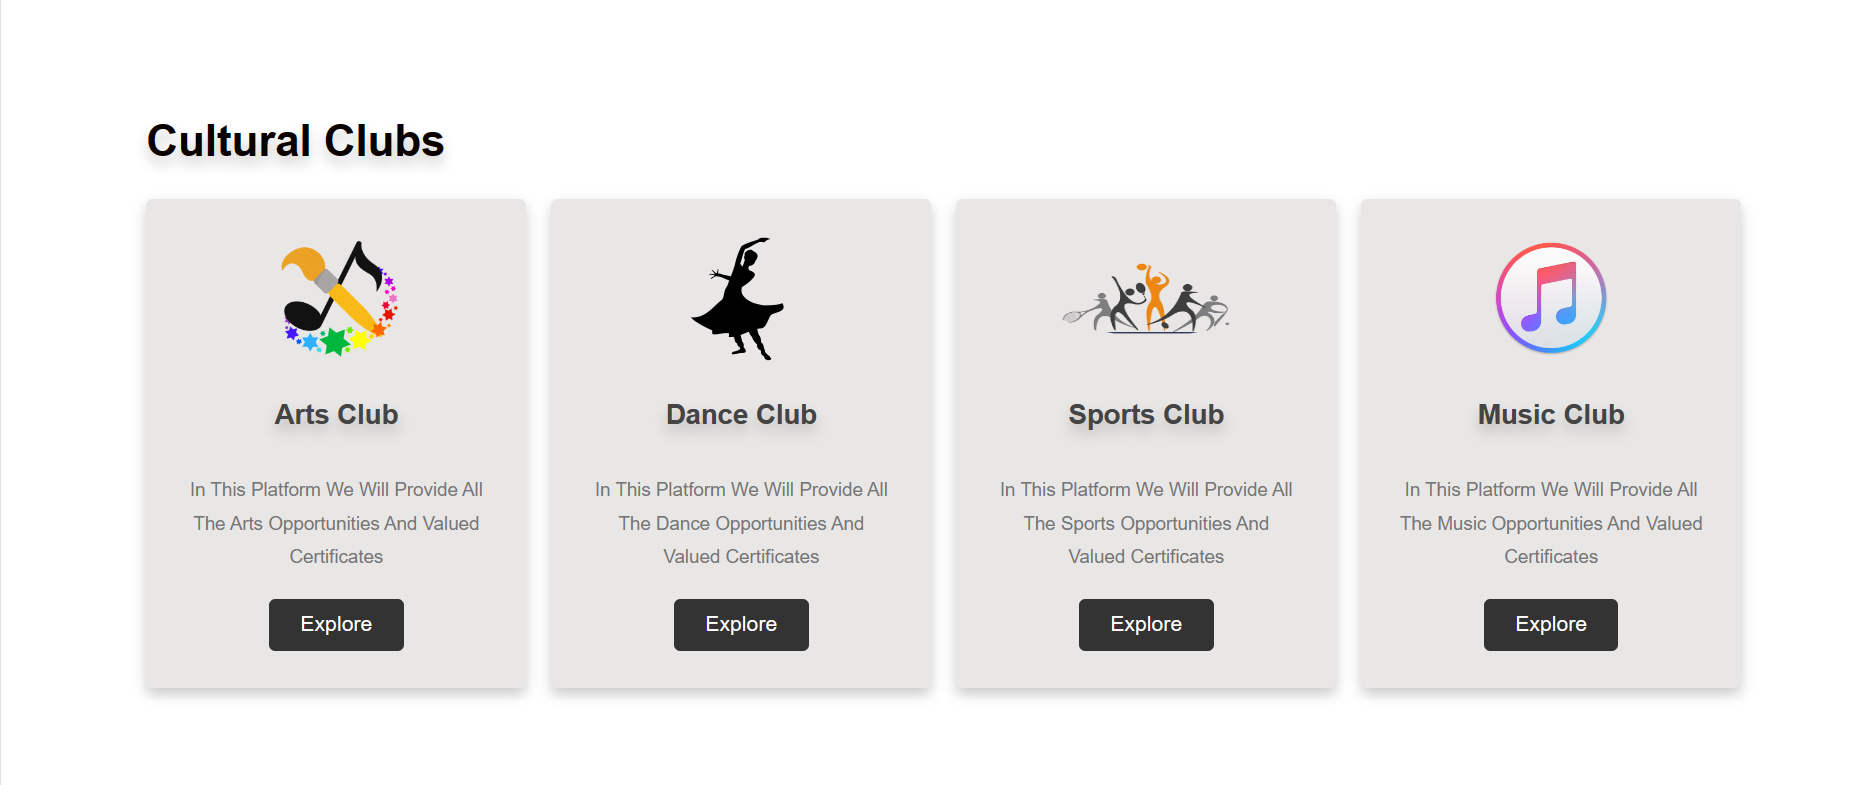 Cultural Clubs
Arts Club
In This Platform We Will Provide All
The Arts Opportunities And Valued
Certificates
Explore
Dance Club
In This Platform We Will Provide All
The Dance Opportunities And
Valued Certificates
Explore
Sports Club
In This Platform We Will Provide All
The Sports Opportunities And
Valued Certificates
Explore
Music Club
In This Platform We Will Provide All
The Music Opportunities And Valued
Certificates
Explore